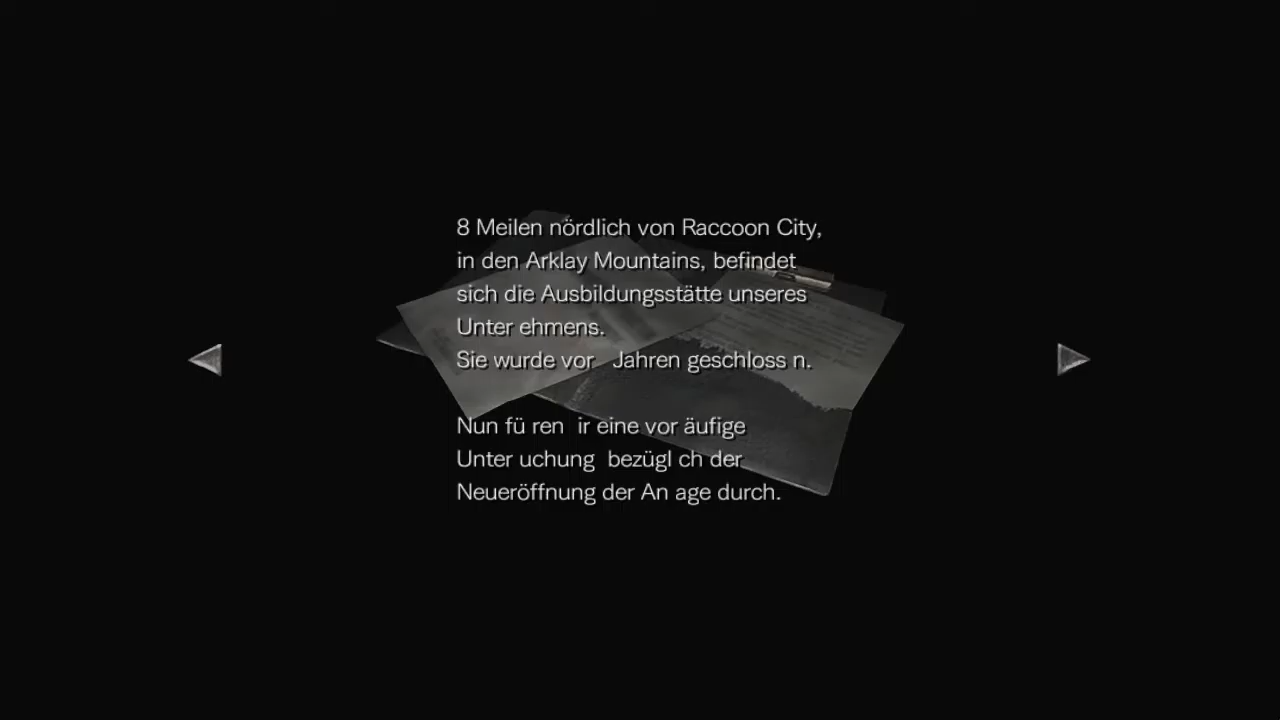 8 Meilen nördlich von Raccoon City,
in den Arklay Mountains, befindet
sich die Ausbildungsstätte unseres
Unter ehmens.
Sie wurde vor   Jahren geschloss n.
Nun fü ren  ir eine vor äufige
Unter uchung  bezügl ch der
Neueröffnung der An age durch.